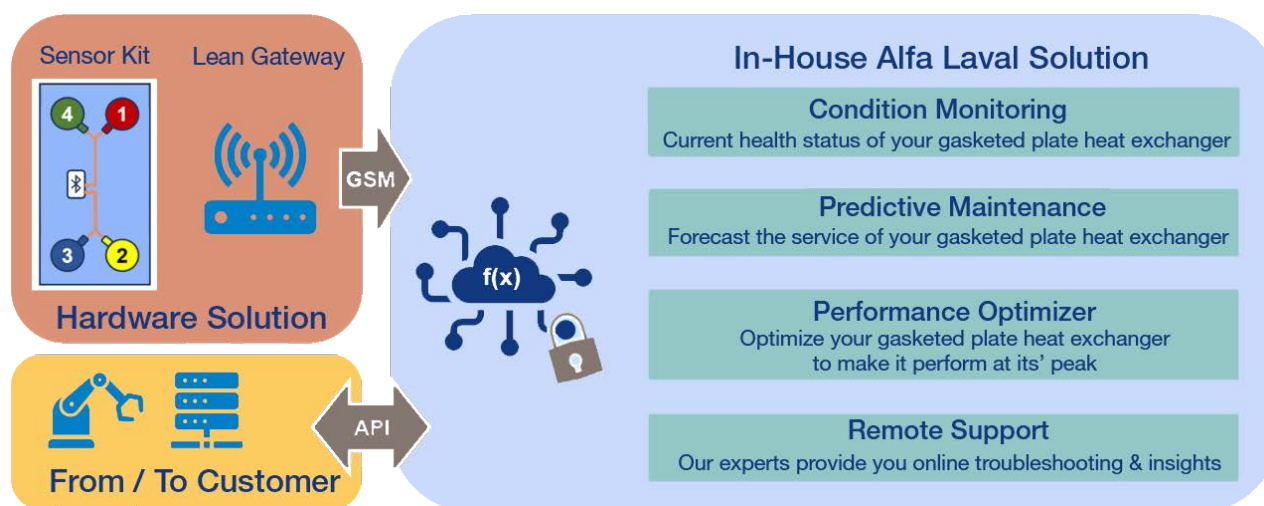 Sensor Kit
Lean Gateway
4
1
3
2
Hardware Solution
GSM
From / To Customer
API
f(x)
In-House Alfa Laval Solution
Condition Monitoring
Current health status of your gasketed plate heat exchanger
Predictive Maintenance
Forecast the service of your gasketed plate heat exchanger
Performance Optimizer
Optimize your gasketed plate heat exchanger
to make it perform at its' peak
Remote Support
Our experts provide you online troubleshooting & insights